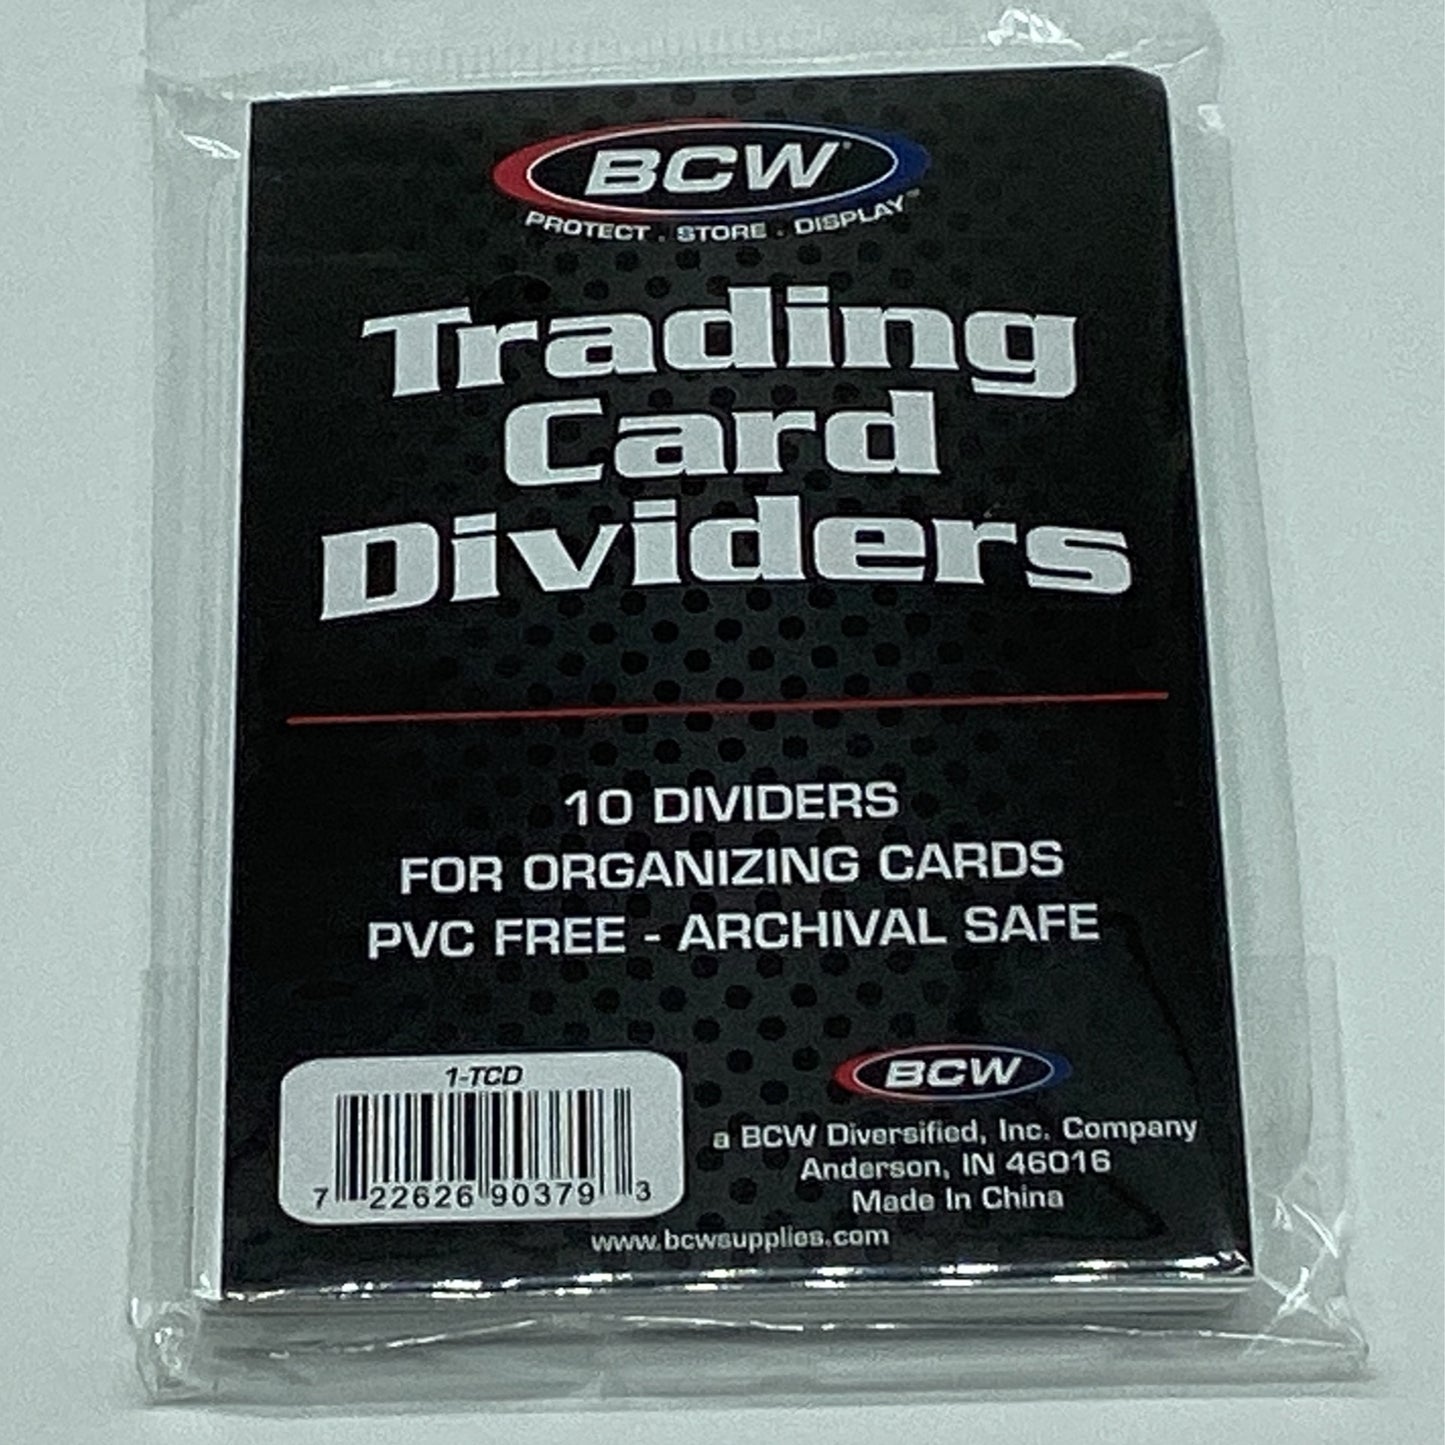 BCW
PROTECT . STORE . DISPLAY™
Trading
Card
Dividers
10 DIVIDERS
FOR ORGANIZING CARDS
PVC FREE - ARCHIVAL SAFE
1-TCD
7 22626 90379 3
BCW
a BCW Diversified, Inc. Company
Anderson, IN 46016
Made In China
www.bcwsupplies.com